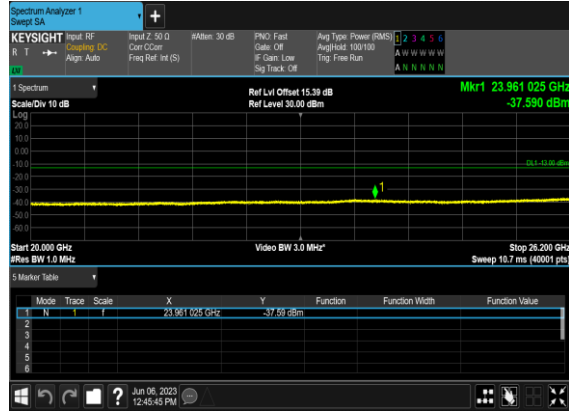 Spectrum Analyzer 1
Swept SA
+
KEYSIGHT Input: RF Input Z: 50 Ω #Atten: 30 dB PNO: Fast Avg Type: Power (RMS) 1 2 3 4 5 6
R T Coupling: DC Corr CCorr Gate: Off Avg|Hold: 100/100 A W W W W W
Align: Auto Freq Ref: Int (S) IF Gain: Low Trig: Free Run
Sig Track: Off A N N N N N
LW
1 Spectrum Ref Lvl Offset 15.39 dB Mkr1 23.961 025 GHz
Scale/Div 10 dB Ref Level 30.00 dBm -37.590 dBm
Log
20.0
10.0
0.00
-10.0
DL1 -13.00 dBm
-20.0
1
-30.0
-40.0
-50.0
-60.0
Start 20.000 GHz Video BW 3.0 MHz* Stop 26.200 GHz
#Res BW 1.0 MHz Sweep 10.7 ms (40001 pts)
5 Marker Table
Mode Trace Scale X Y Function Function Width Function Value
1 N 1 f 23.961 025 GHz -37.59 dBm
2
3
4
5
6
? Jun 06, 2023
12:45:45 PM